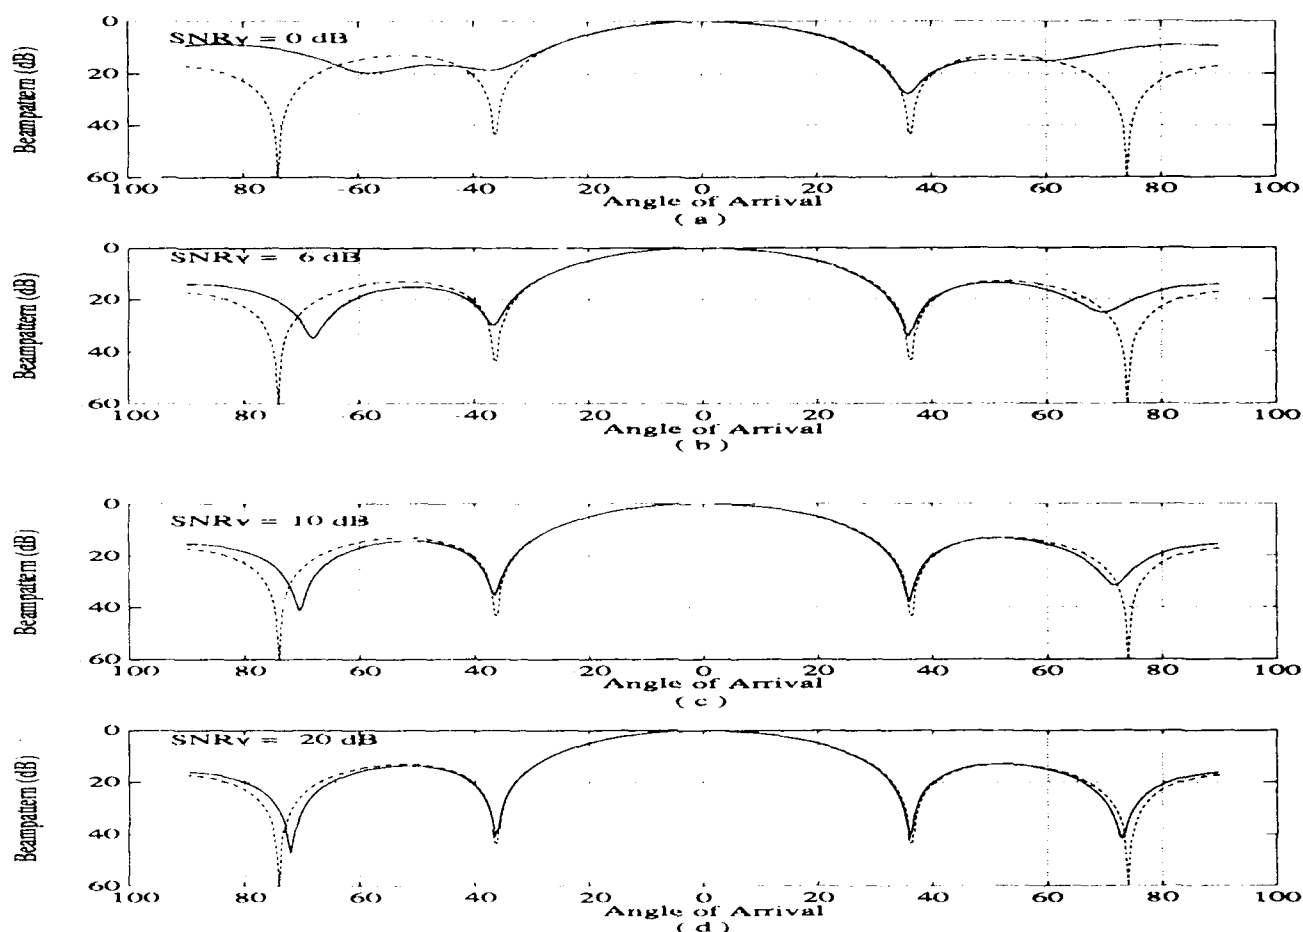 Beampattern (dB)
SNRv = 0 dB
0
20
40
60
100 80 -60 -40 20 0 20 40 60 80 100
Angle of Arrival
( a )
Beampattern (dB)
SNRv = 6 dB
0
20
40
60
100 80 60 40 20 0 20 40 60 80 100
Angle of Arrival
( b )
Beampattern (dB)
SNRv = 10 dB
0
20
40
60
100 80 60 40 20 0 20 40 60 80 100
Angle of Arrival
( c )
Beampattern (dB)
SNRv = 20 dB
0
20
40
60
100 80 60 40 20 0 20 40 60 80 100
Angle of Arrival
( d )